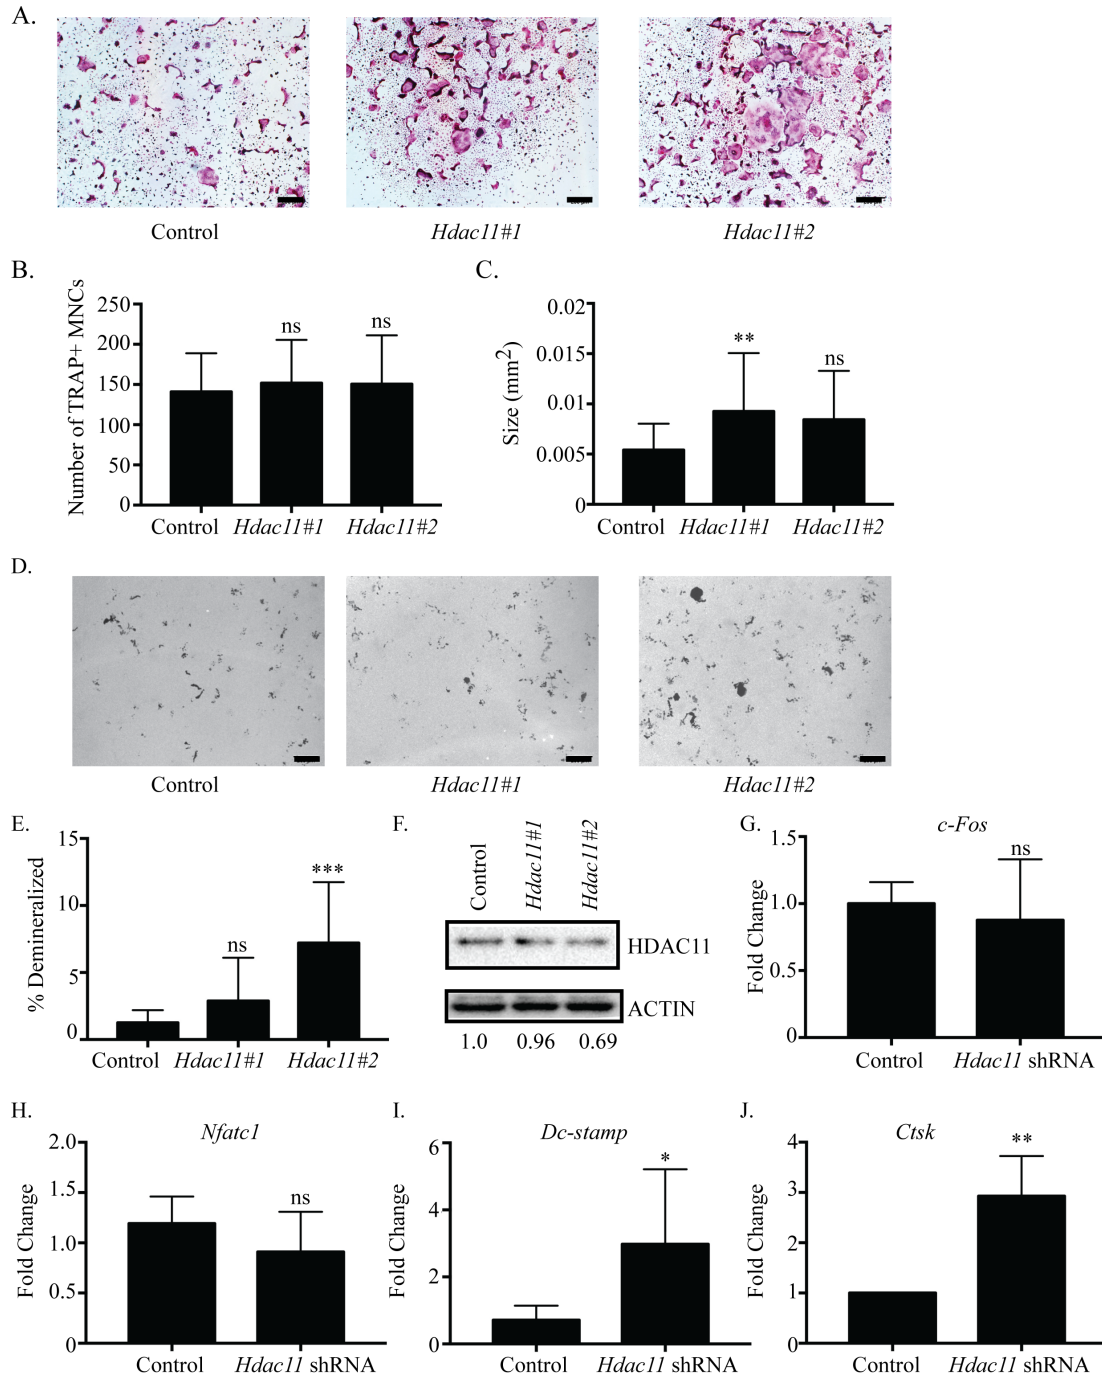 A.
Control
Hdac11#1
Hdac11#2
B.
Number of TRAP+ MNCs
250
200
150
100
50
0
ns
ns
Control
Hdac11#1
Hdac11#2
C.
Size (mm²)
0.02
0.015
0.01
0.005
0
**
ns
Control
Hdac11#1
Hdac11#2
D.
Control
Hdac11#1
Hdac11#2
E.
% Demineralized
15
10
5
0
ns
***
Control
Hdac11#1
Hdac11#2
F.
Control
Hdac11#1
Hdac11#2
HDAC11
ACTIN
1.0
0.96
0.69
G.
c-Fos
Fold Change
1.5
1.0
0.5
0
ns
Control
Hdac11 shRNA
H.
Nfatc1
Fold Change
2.0
1.5
1.0
0.5
0
ns
Control
Hdac11 shRNA
I.
Dc-stamp
Fold Change
6
4
2
0
*
Control
Hdac11 shRNA
J.
Ctsk
Fold Change
4
3
2
1
0
**
Control
Hdac11 shRNA